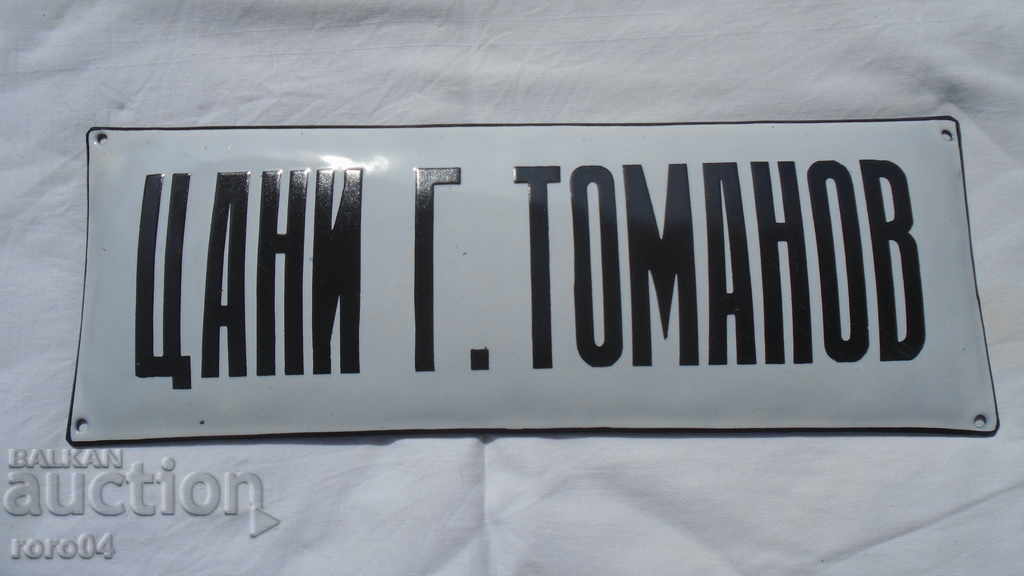 ЦАНИ Г. ТОМАНОВ
BALKAN
auction
roro04